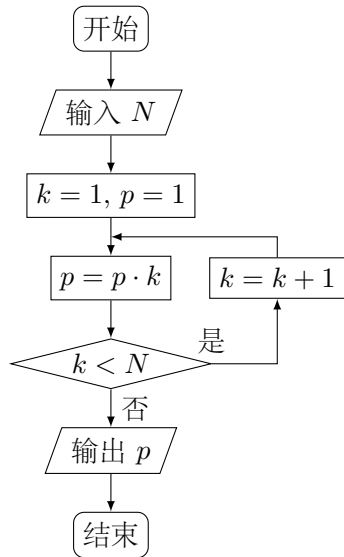 开始
输入 N
k = 1, p = 1
p = p · k
k = k + 1
k < N
是
否
输出 p
结束